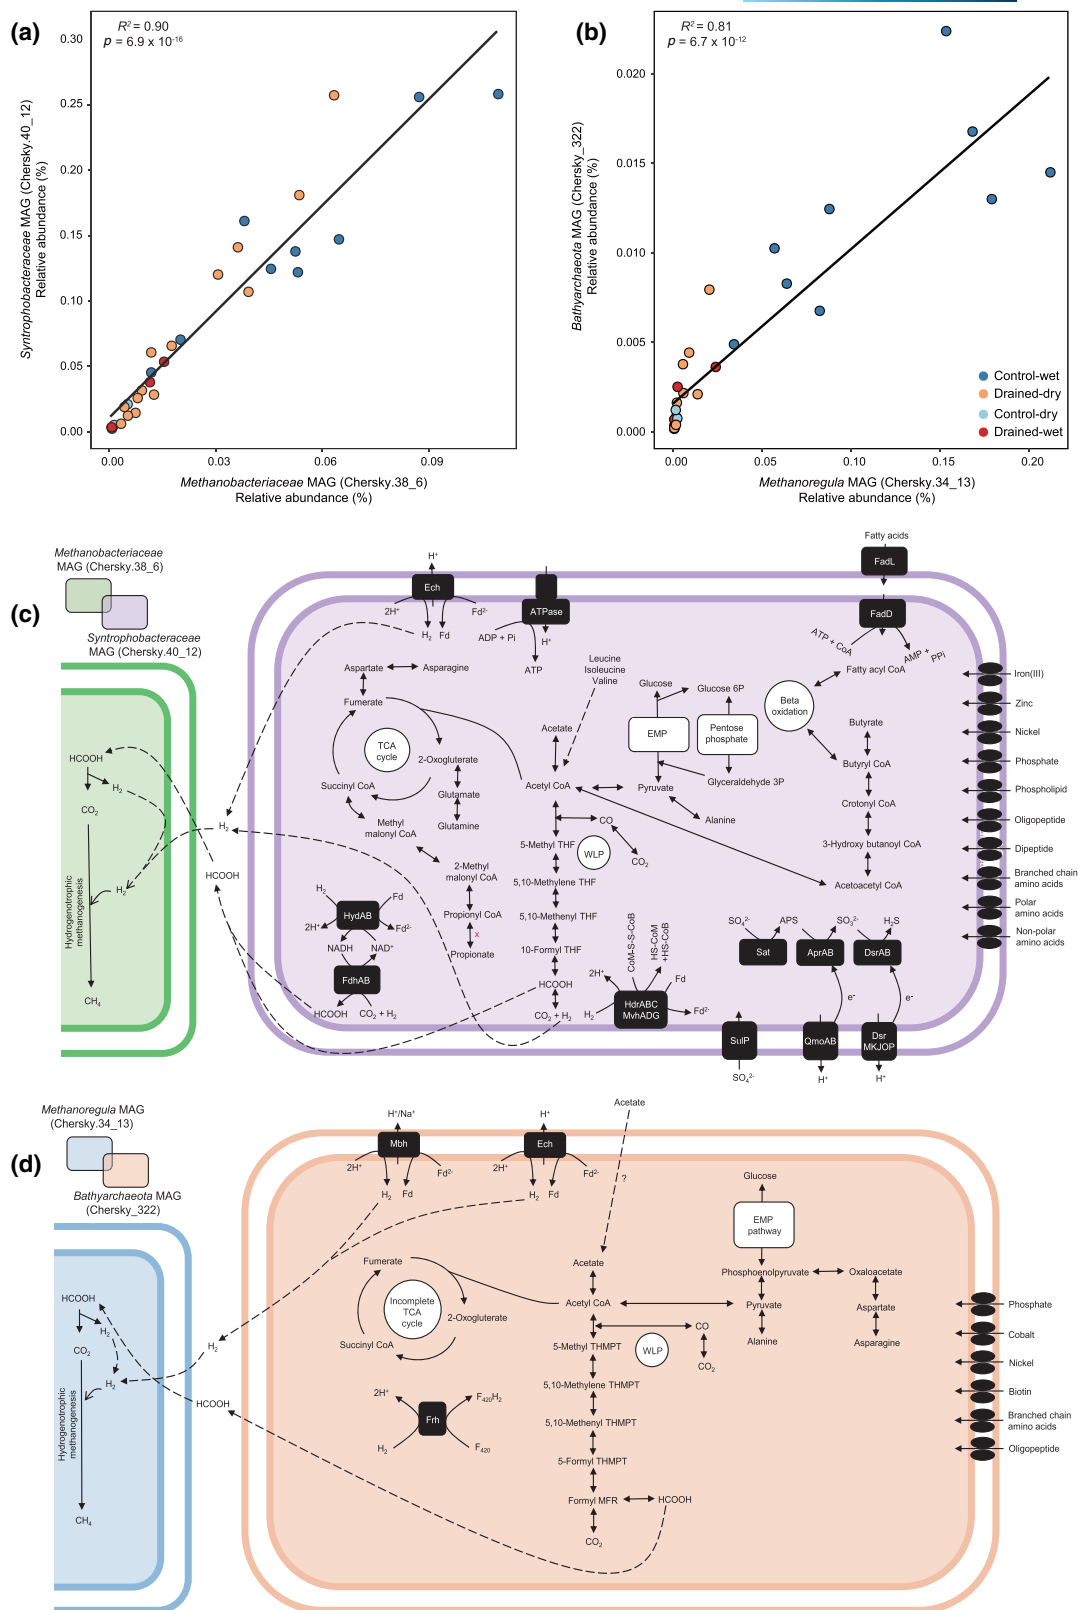 (a)
R² = 0.90
p = 6.9 x 10⁻¹⁶
0.30
0.25
0.20
0.15
0.10
0.05
0.00
Syntrophobacteraceae MAG (Chersky.40_12)
Relative abundance (%)
0.00
0.03
0.06
0.09
Methanobacteriaceae MAG (Chersky.38_6)
Relative abundance (%)
(b)
R² = 0.81
p = 6.7 x 10⁻¹²
0.020
0.015
0.010
0.005
0.000
Bathyarchaeota MAG (Chersky_322)
Relative abundance (%)
Control-wet
Drained-dry
Control-dry
Drained-wet
0.00
0.05
0.10
0.15
0.20
Methanoregula MAG (Chersky.34_13)
Relative abundance (%)
(c)
Methanobacteriaceae
MAG (Chersky.38_6)
Syntrophobacteraceae
MAG (Chersky.40_12)
HCOOH
H₂
CO₂
H₂
Hydrogenotrophic
methanogenesis
CH₄
H₂
HCOOH
H⁺
Ech
2H⁺
Fd²⁻
H₂
Fd
ATPase
ADP + Pi
H⁺
ATP
Fatty acids
FadL
FadD
ATP + CoA
AMP +
PPi
Fatty acyl CoA
Beta
oxidation
Butyrate
Butyryl CoA
Crotonyl CoA
3-Hydroxy butanoyl CoA
Acetoacetyl CoA
Aspartate
Asparagine
Fumerate
TCA
cycle
2-Oxogluterate
Succinyl CoA
Glutamate
Glutamine
Methyl
malonyl CoA
2-Methyl
malonyl CoA
Propionyl CoA
x
Propionate
Leucine
Isoleucine
Valine
Acetate
Acetyl CoA
Glucose
Glucose 6P
EMP
Pentose
phosphate
Glyceraldehyde 3P
Pyruvate
Alanine
CO
CO₂
WLP
5-Methyl THF
5,10-Methylene THF
5,10-Methenyl THF
10-Formyl THF
HCOOH
CO₂ + H₂
H₂
Fd
HydAB
2H⁺
Fd²⁻
NADH
NAD⁺
FdhAB
HCOOH
CO₂ + H₂
CoM-S-S-CoB
HS-CoM
+HS-CoB
2H⁺
Fd
HdrABC
MvhADG
H₂
Fd²⁻
SO₄²⁻
APS
SO₃²⁻
H₂S
Sat
AprAB
DsrAB
e⁻
e⁻
SulP
QmoAB
Dsr
MKJOP
SO₄²⁻
H⁺
H⁺
Iron(III)
Zinc
Nickel
Phosphate
Phospholipid
Oligopeptide
Dipeptide
Branched chain
amino acids
Polar
amino acids
Non-polar
amino acids
(d)
Methanoregula MAG
(Chersky.34_13)
Bathyarchaeota MAG
(Chersky_322)
HCOOH
H₂
CO₂
H₂
Hydrogenotrophic
methanogenesis
CH₄
H₂
HCOOH
H⁺/Na⁺
Mbh
2H⁺
Fd²⁻
H₂
Fd
H⁺
Ech
2H⁺
Fd²⁻
H₂
Fd
Acetate
?
Acetate
Acetyl CoA
Fumerate
Incomplete
TCA
cycle
2-Oxogluterate
Succinyl CoA
2H⁺
F₄₂₀H₂
Frh
H₂
F₄₂₀
5-Methyl THMPT
5,10-Methylene THMPT
5,10-Methenyl THMPT
5-Formyl THMPT
Formyl MFR
HCOOH
CO₂
WLP
CO
CO₂
Glucose
EMP
pathway
Phosphoenolpyruvate
Oxaloacetate
Pyruvate
Aspartate
Alanine
Asparagine
Phosphate
Cobalt
Nickel
Biotin
Branched chain
amino acids
Oligopeptide